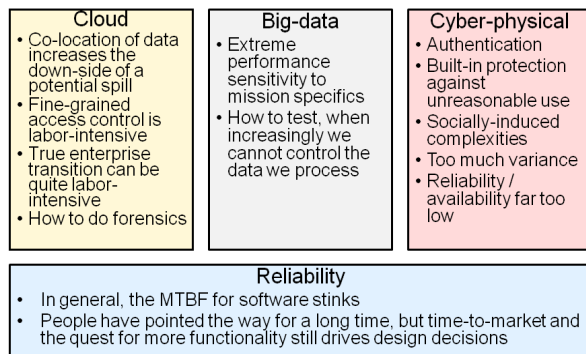 Cloud
• Co-location of data
increases the
down-side of a
potential spill
• Fine-grained
access control is
labor-intensive
• True enterprise
transition can be
quite labor-
intensive
• How to do forensics
Big-data
• Extreme
performance
sensitivity to
mission specifics
• How to test, when
increasingly we
cannot control the
data we process
Cyber-physical
• Authentication
• Built-in protection
against
unreasonable use
• Socially-induced
complexities
• Too much variance
• Reliability /
availability far too
low
Reliability
• In general, the MTBF for software stinks
• People have pointed the way for a long time, but time-to-market and
the quest for more functionality still drives design decisions